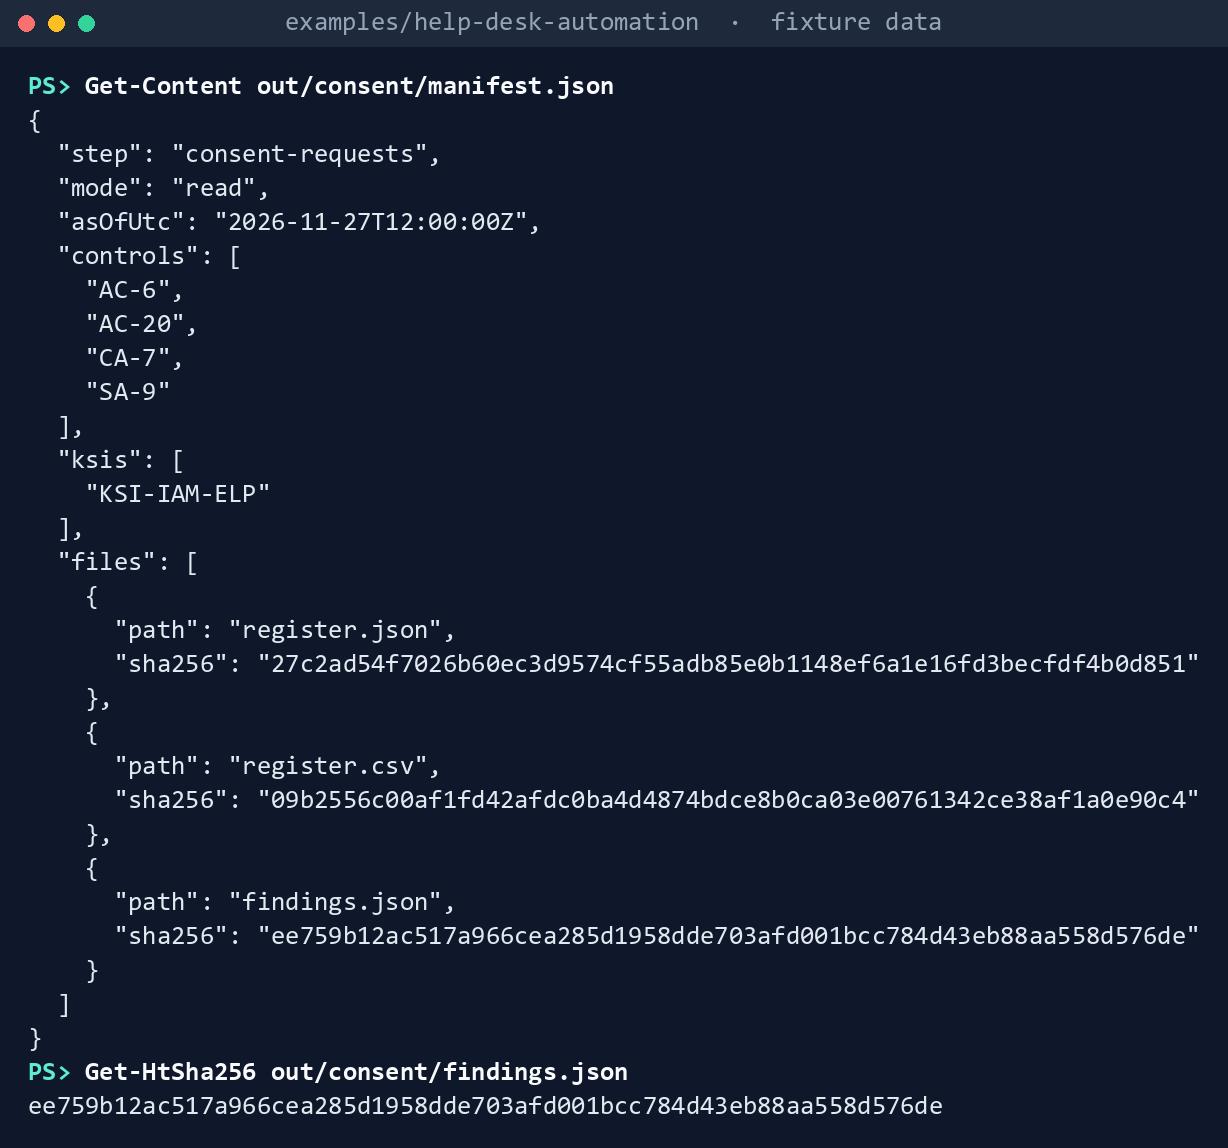 examples/help-desk-automation · fixture data
PS> Get-Content out/consent/manifest.json
{
  "step": "consent-requests",
  "mode": "read",
  "asOfUtc": "2026-11-27T12:00:00Z",
  "controls": [
    "AC-6",
    "AC-20",
    "CA-7",
    "SA-9"
  ],
  "ksis": [
    "KSI-IAM-ELP"
  ],
  "files": [
    {
      "path": "register.json",
      "sha256": "27c2ad54f7026b60ec3d9574cf55adb85e0b1148ef6a1e16fd3becfdf4b0d851"
    },
    {
      "path": "register.csv",
      "sha256": "09b2556c00af1fd42afdc0ba4d4874bdce8b0ca03e00761342ce38af1a0e90c4"
    },
    {
      "path": "findings.json",
      "sha256": "ee759b12ac517a966cea285d1958dde703afd001bcc784d43eb88aa558d576de"
    }
  ]
}
PS> Get-HtSha256 out/consent/findings.json
ee759b12ac517a966cea285d1958dde703afd001bcc784d43eb88aa558d576de